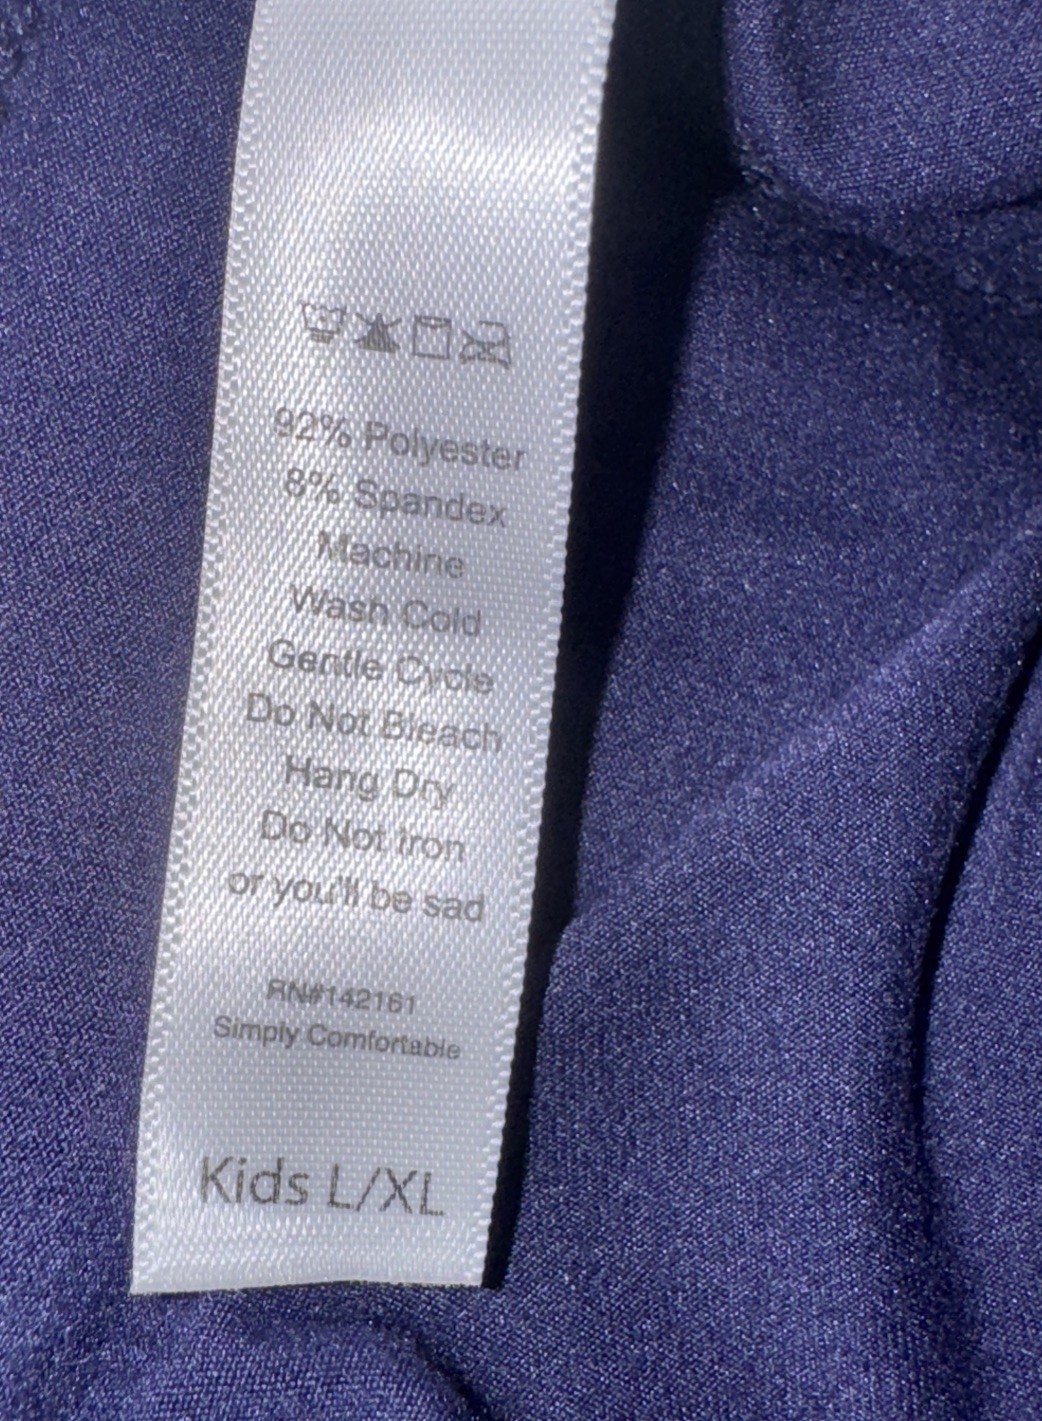 92% Polyester
8% Spandex
Machine
Wash Cold
Gentle Cycle
Do Not Bleach
Hang Dry
Do Not Iron
or you'll be sad
RN#142161
Simply Comfortable
Kids L/XL